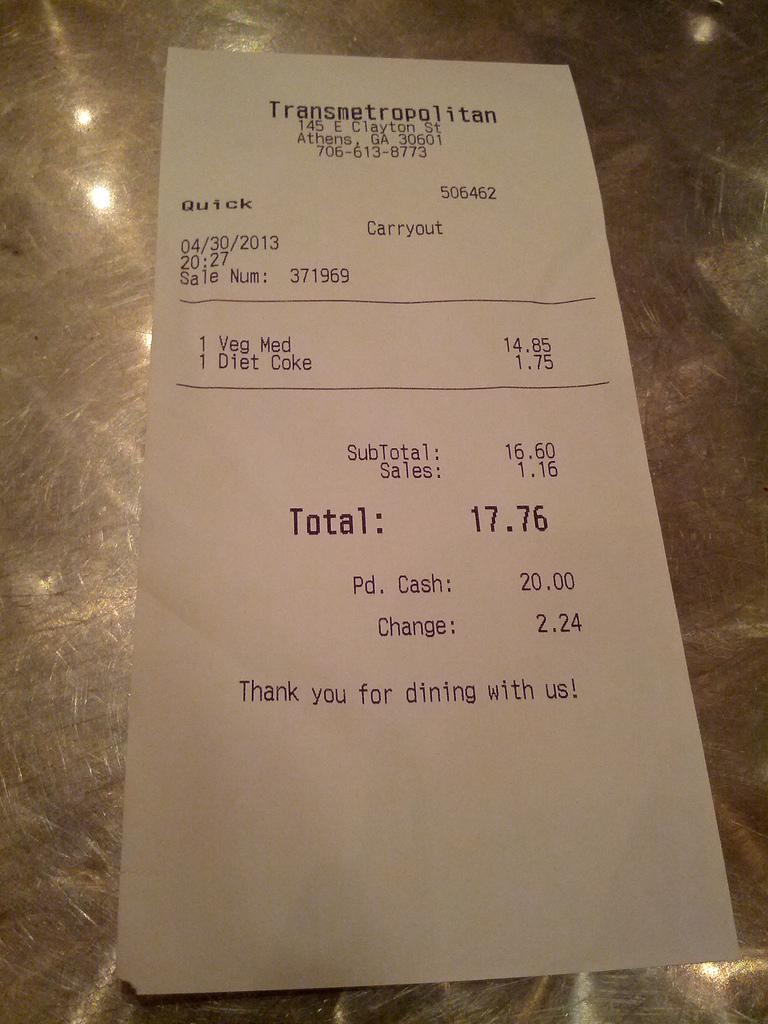 Transmetropolitan
145 E Clayton St
Athens, GA 30601
706-613-8773
506462
Quick
Carryout
04/30/2013
20:27
Sale Num: 371969
1 Veg Med 14.85
1 Diet Coke 1.75
SubTotal: 16.60
Sales: 1.16
Total: 17.76
Pd. Cash: 20.00
Change: 2.24
Thank you for dining with us!